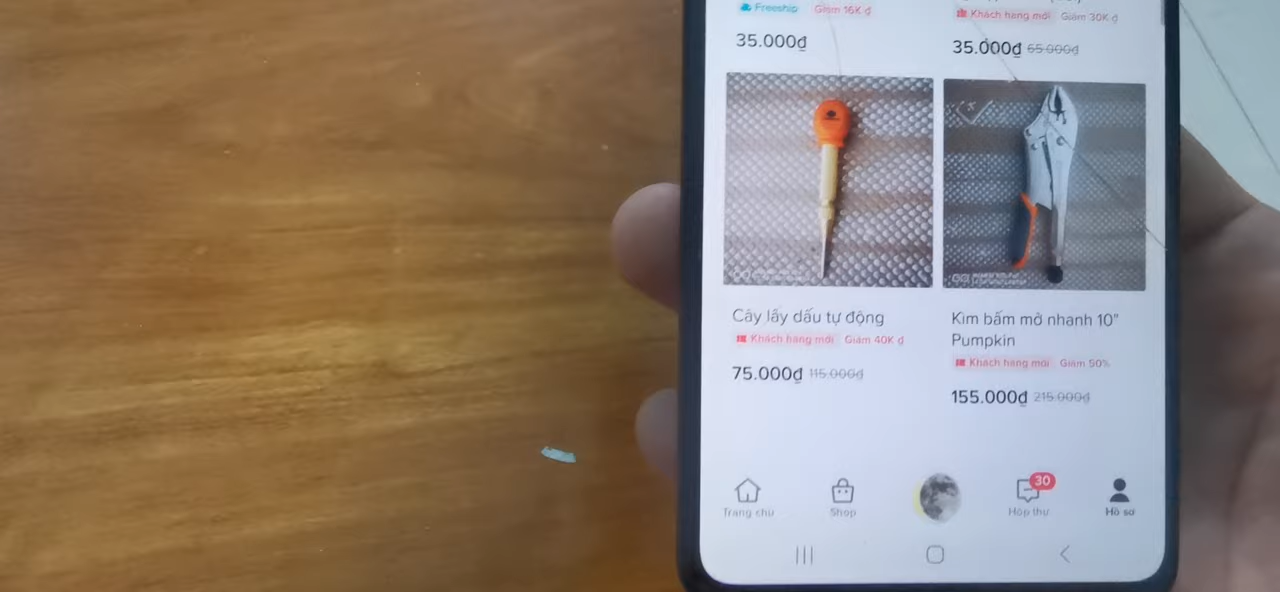 Freeship Giảm 16K đ
Khách hàng mới Giảm 30K đ
35.000đ
35.000đ 65.000đ
Cây lấy dấu tự động
Khách hàng mới Giảm 40K đ
75.000đ 115.000đ
Kìm bấm mở nhanh 10"
Pumpkin
Khách hàng mới Giảm 50%
155.000đ 215.000đ
30
Trang chủ
Shop
Hộp thư
Hồ sơ